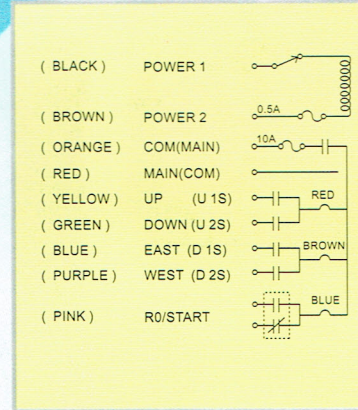 ( BLACK ) POWER 1
( BROWN ) POWER 2 0.5A
( ORANGE ) COM(MAIN) 10A
( RED ) MAIN(COM)
( YELLOW ) UP (U 1S) RED
( GREEN ) DOWN (U 2S)
( BLUE ) EAST (D 1S) BROWN
( PURPLE ) WEST (D 2S)
( PINK ) R0/START BLUE